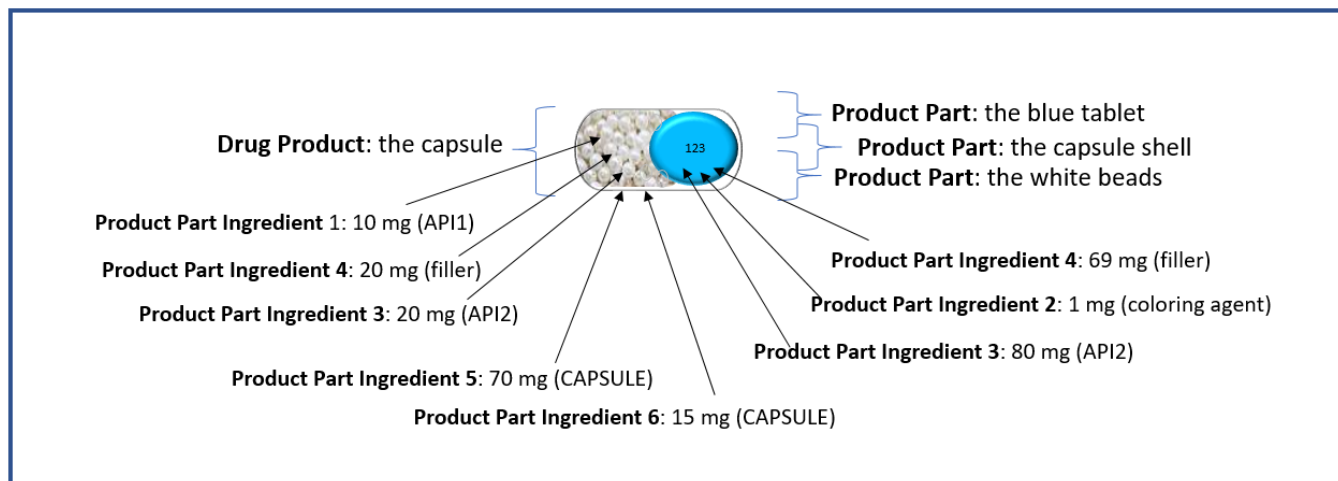 Product Part: the blue tablet
Drug Product: the capsule
123
Product Part: the capsule shell
Product Part: the white beads
Product Part Ingredient 1: 10 mg (API1)
Product Part Ingredient 4: 20 mg (filler)
Product Part Ingredient 4: 69 mg (filler)
Product Part Ingredient 3: 20 mg (API2)
Product Part Ingredient 2: 1 mg (coloring agent)
Product Part Ingredient 3: 80 mg (API2)
Product Part Ingredient 5: 70 mg (CAPSULE)
Product Part Ingredient 6: 15 mg (CAPSULE)